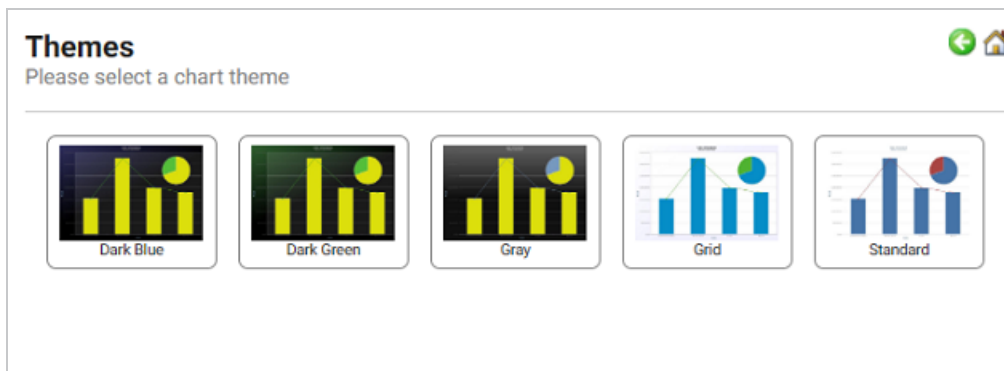 Themes
Please select a chart theme
Dark Blue
Dark Green
Gray
Grid
Standard